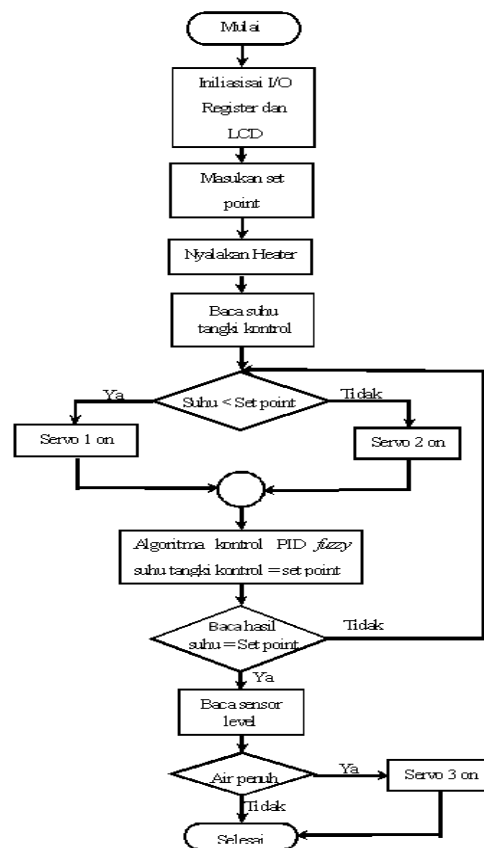 Mulai
Iniliasisai I/O
Register dan
LCD
Masukan set
point
Nyalakan Heater
Baca suhu
tangki kontrol
Suhu < Set point
Ya
Tidak
Servo 1 on
Servo 2 on
Algoritma kontrol PID fuzzy
suhu tangki kontrol = set point
Baca hasil
suhu = Set point
Tidak
Ya
Baca sensor
level
Air penuh
Ya
Servo 3 on
Tidak
Selesai